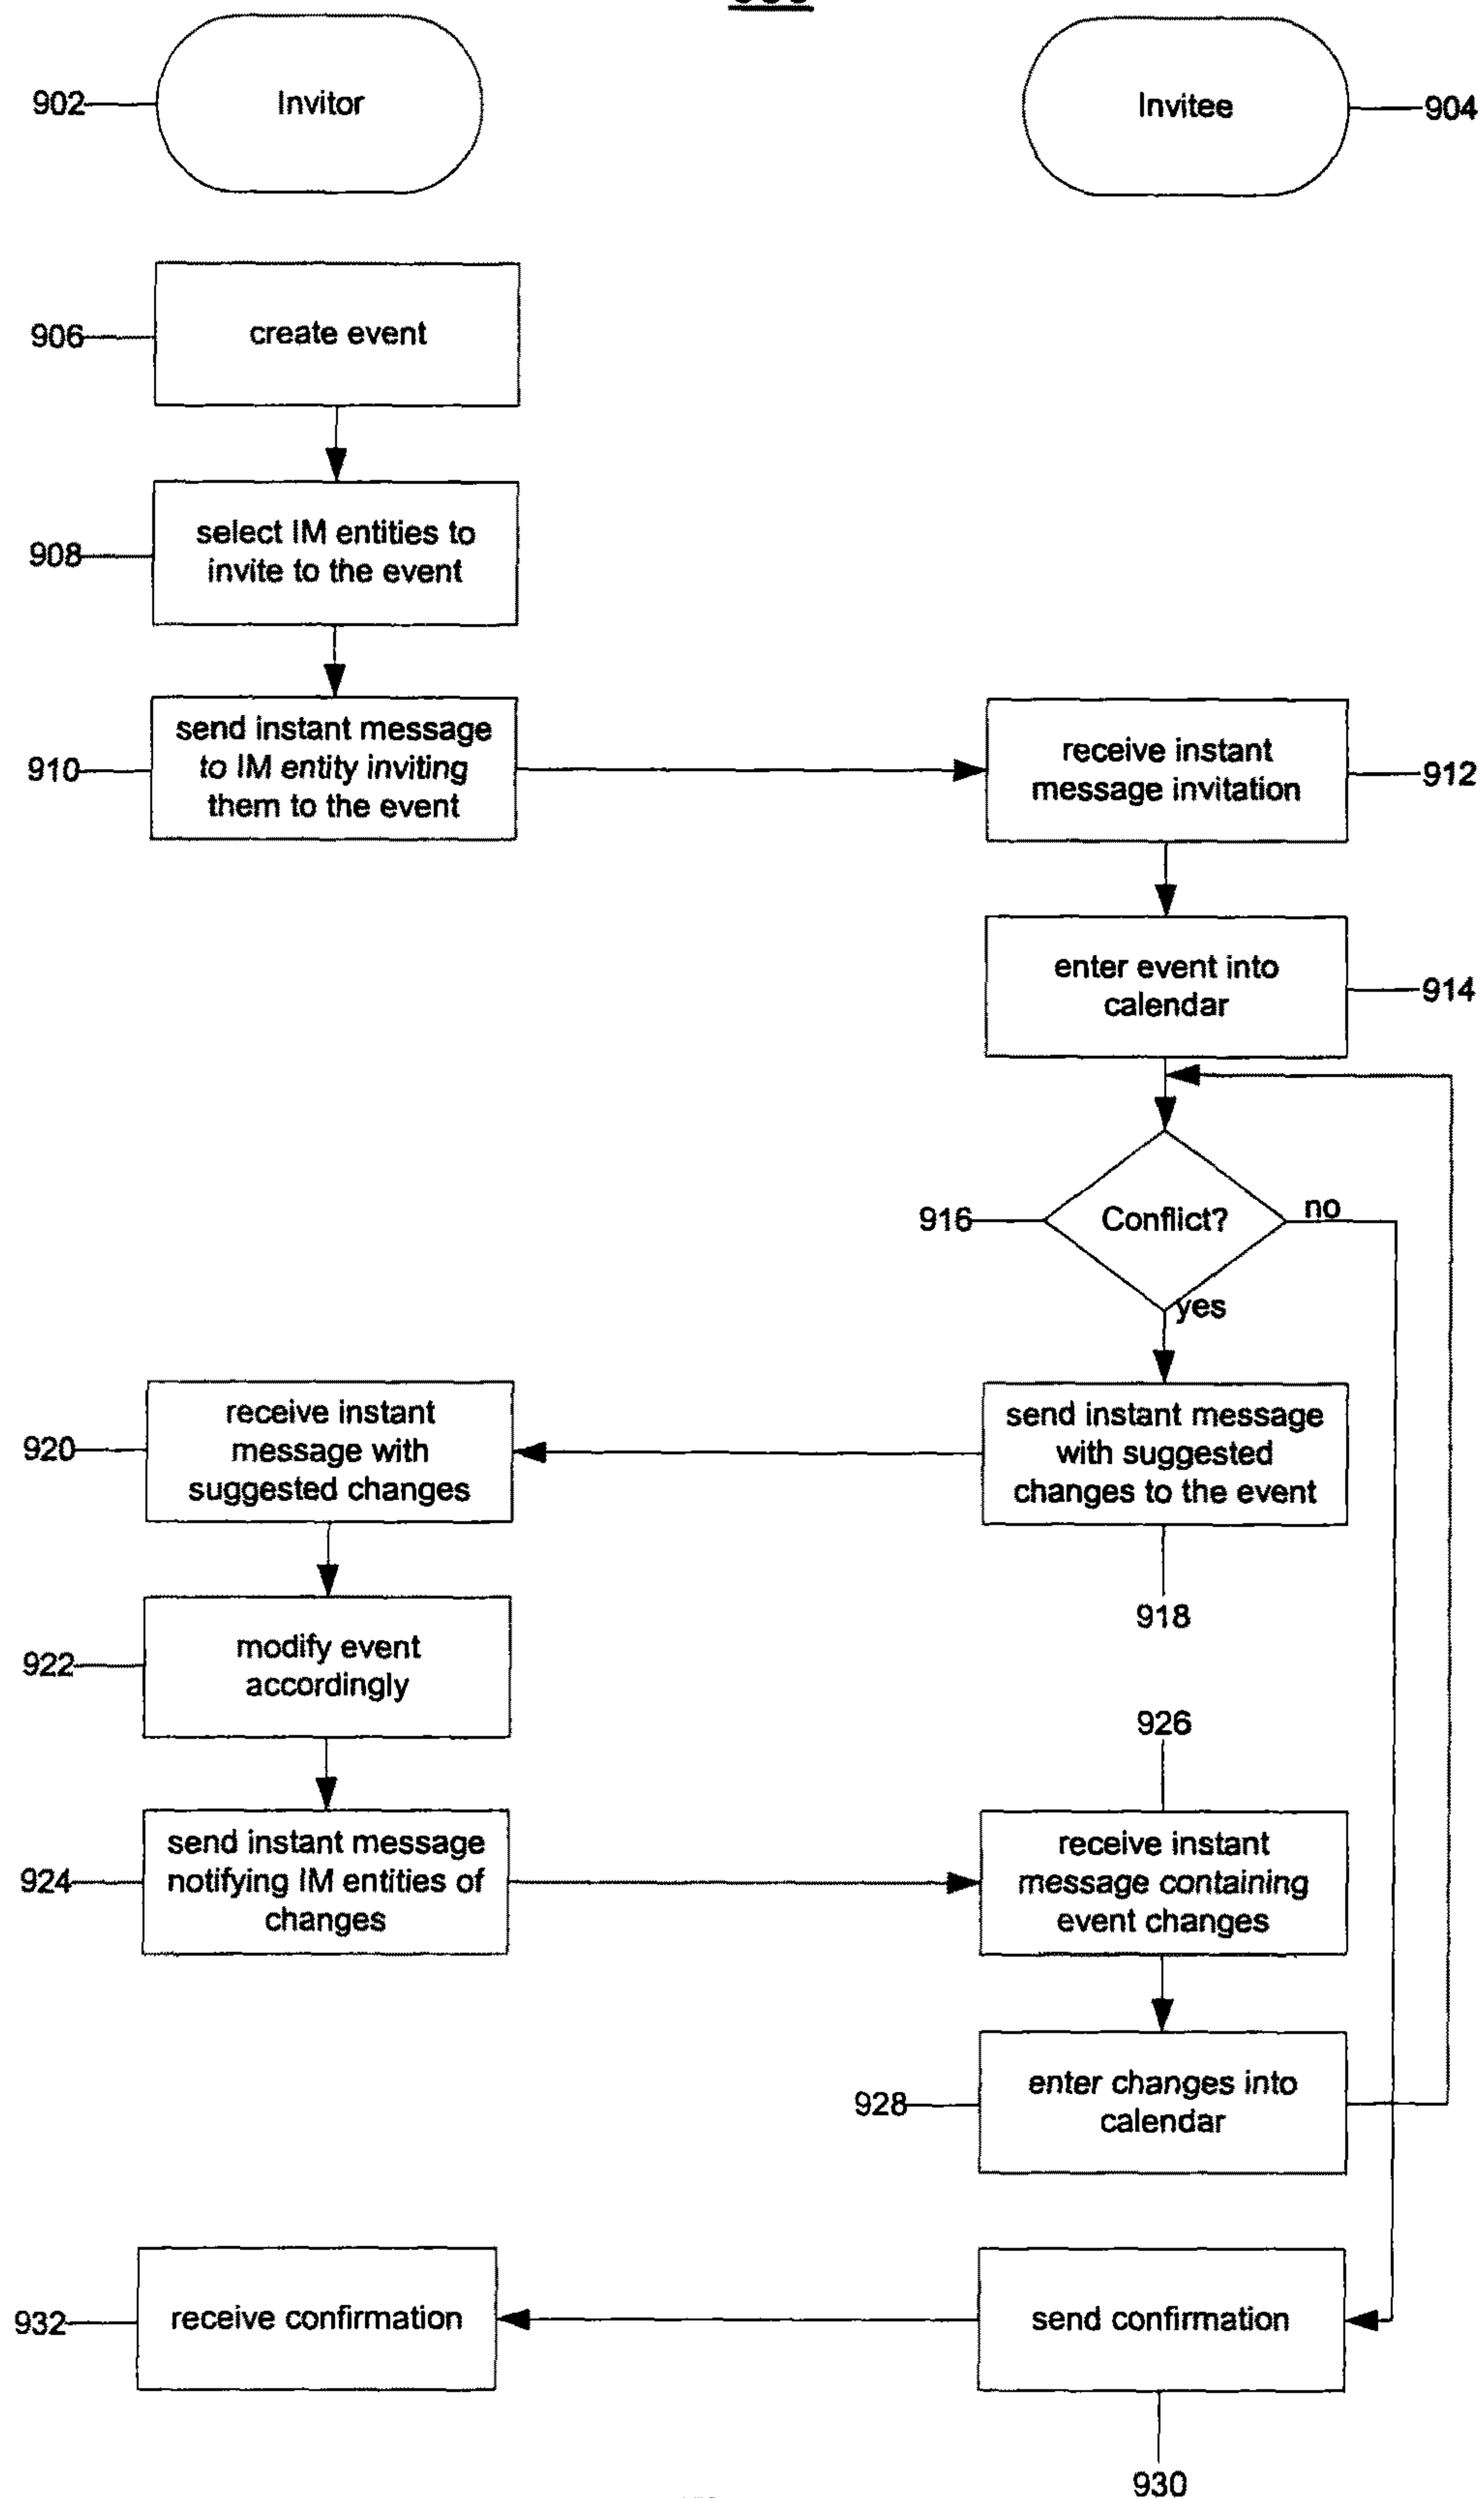 902
Invitor
Invitee
904
906
create event
908
select IM entities to
invite to the event
910
send instant message
to IM entity inviting
them to the event
receive instant
message invitation
912
enter event into
calendar
914
916
Conflict?
no
yes
920
receive instant
message with
suggested changes
send instant message
with suggested
changes to the event
918
922
modify event
accordingly
926
924
send instant message
notifying IM entities of
changes
receive instant
message containing
event changes
928
enter changes into
calendar
932
receive confirmation
send confirmation
930